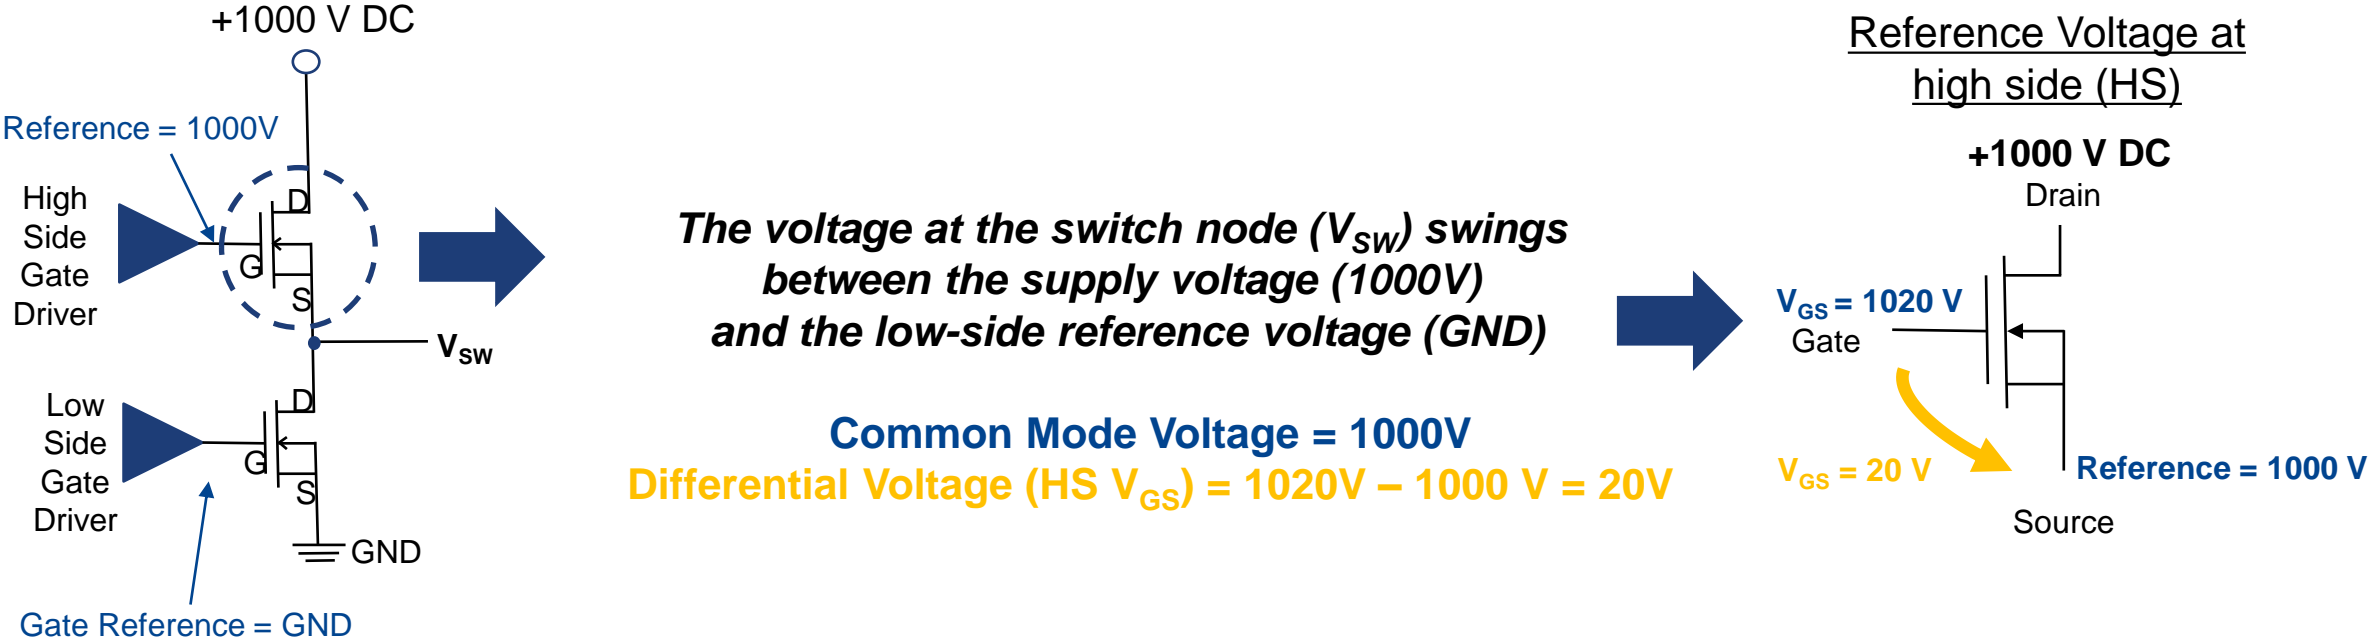 +1000 V DC
Reference = 1000V
High
Side
Gate
Driver
D
G
S
VSW
Low
Side
Gate
Driver
D
G
S
GND
Gate Reference = GND
The voltage at the switch node (VSW) swings
between the supply voltage (1000V)
and the low-side reference voltage (GND)
Common Mode Voltage = 1000V
Differential Voltage (HS VGS) = 1020V – 1000 V = 20V
Reference Voltage at
high side (HS)
+1000 V DC
Drain
VGS = 1020 V
Gate
VGS = 20 V
Reference = 1000 V
Source